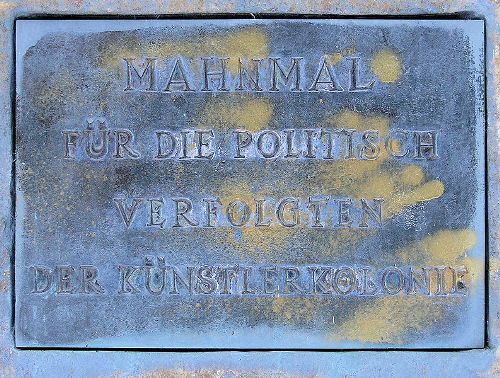 MAHNMAL
FÜR DIE POLITISCH
VERFOLGTEN
DER KÜNSTLERKOLONIE